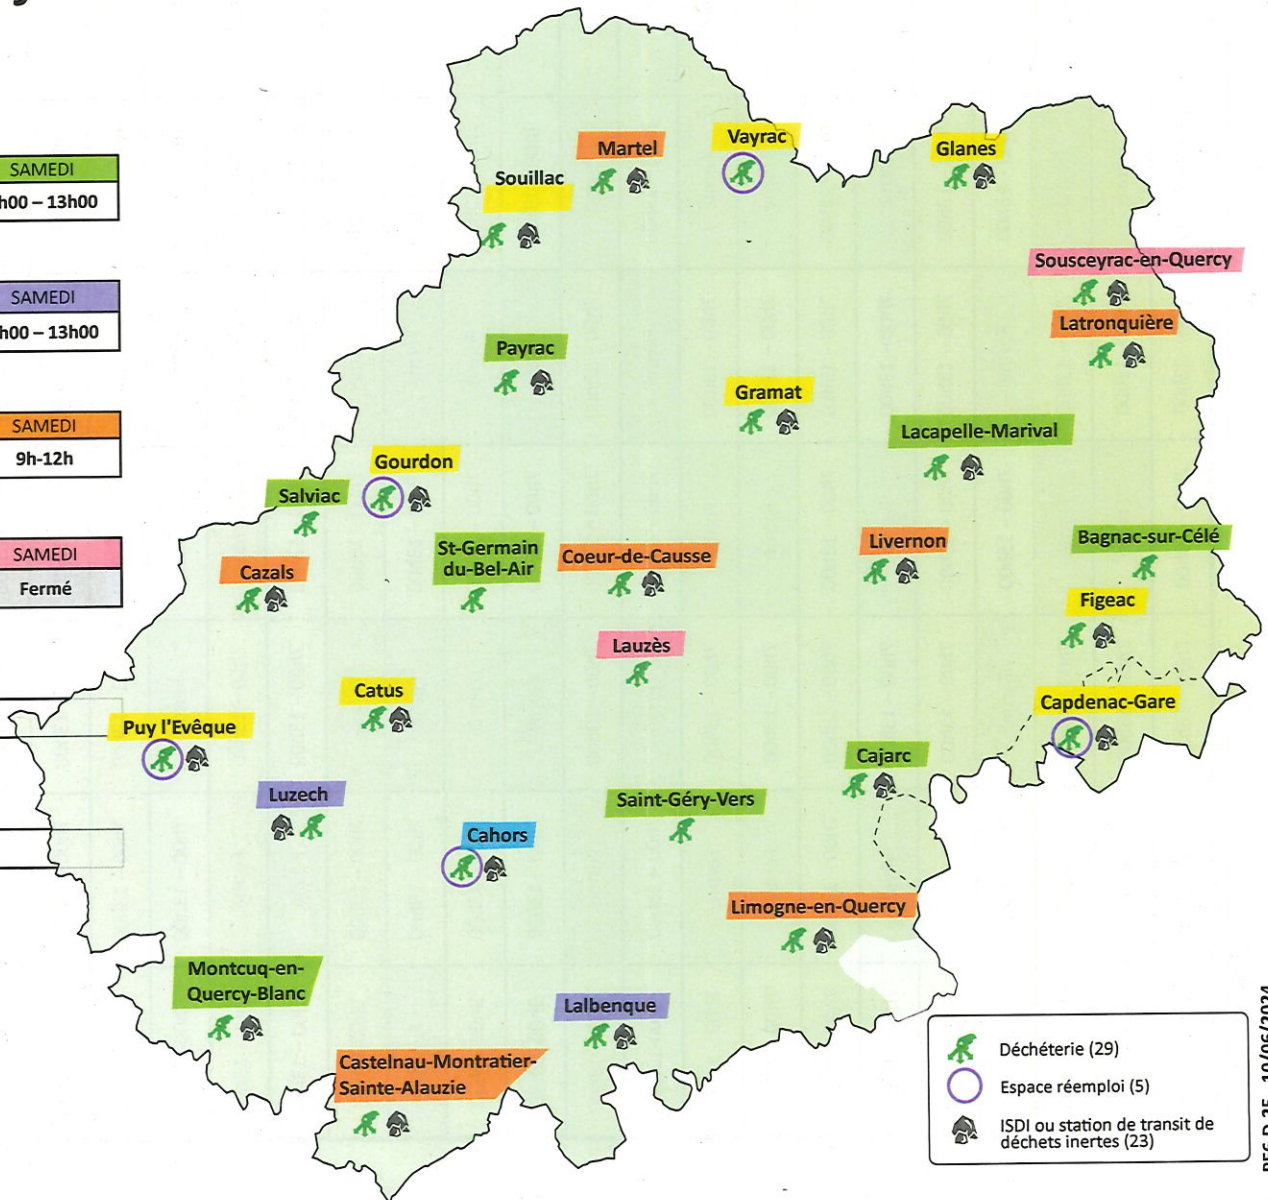 SAMEDI
h00 – 13h00
SAMEDI
h00 – 13h00
SAMEDI
9h-12h
SAMEDI
Fermé
Vayrac
Martel
Glanes
Souillac
Sousceyrac-en-Quercy
Latronquière
Payrac
Gramat
Lacapelle-Marival
Gourdon
Salviac
Bagnac-sur-Célé
Livernon
St-Germain
du-Bel-Air
Coeur-de-Causse
Cazals
Figeac
Lauzès
Catus
Capdenac-Gare
Puy l'Evêque
Cajarc
Luzech
Saint-Géry-Vers
Cahors
Limogne-en-Quercy
Montcuq-en-
Quercy-Blanc
Lalbenque
Castelnau-Montratier-
Sainte-Alauzie
Déchéterie (29)
Espace réemploi (5)
ISDI ou station de transit de
déchets inertes (23)
10/06/2024